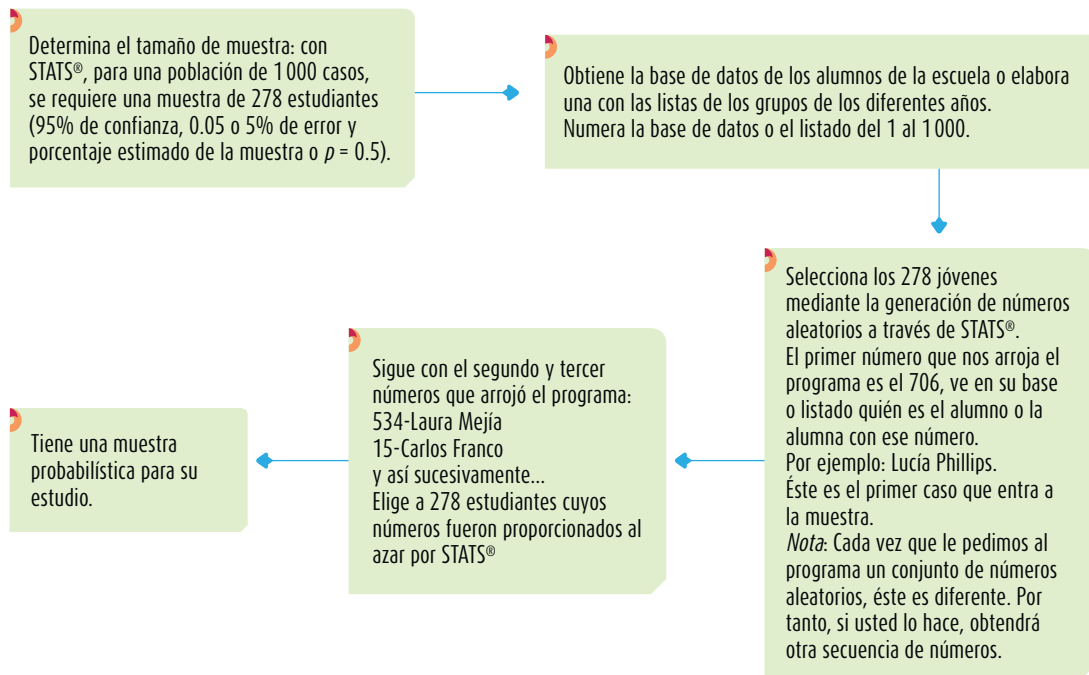 Determina el tamaño de muestra: con
STATS®, para una población de 1 000 casos,
se requiere una muestra de 278 estudiantes
(95% de confianza, 0.05 o 5% de error y
porcentaje estimado de la muestra o p = 0.5).
Obtiene la base de datos de los alumnos de la escuela o elabora
una con las listas de los grupos de los diferentes años.
Numera la base de datos o el listado del 1 al 1 000.
Selecciona los 278 jóvenes
mediante la generación de números
aleatorios a través de STATS®.
El primer número que nos arroja el
programa es el 706, ve en su base
o listado quién es el alumno o la
alumna con ese número.
Por ejemplo: Lucía Phillips.
Éste es el primer caso que entra a
la muestra.
Nota: Cada vez que le pedimos al
programa un conjunto de números
aleatorios, éste es diferente. Por
tanto, si usted lo hace, obtendrá
otra secuencia de números.
Sigue con el segundo y tercer
números que arrojó el programa:
534-Laura Mejía
15-Carlos Franco
y así sucesivamente...
Elige a 278 estudiantes cuyos
números fueron proporcionados al
azar por STATS®
Tiene una muestra
probabilística para su
estudio.